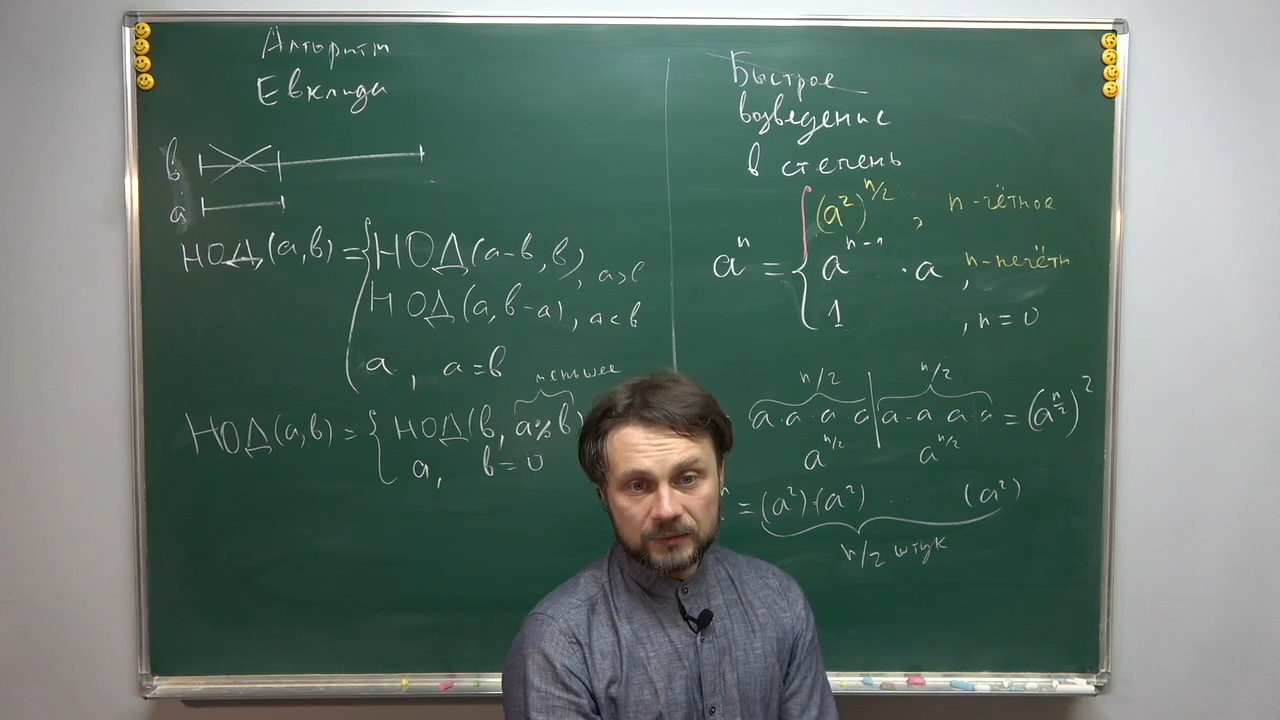 Алгоритм
Евклида
в
а
НОД(a,в) = { НОД(a-в, в), a>в
НОД(a, в-a), a<в
a, a=в
меньшее
НОД(a,в) = { НОД(в, a%в)
a, в=0
Быстрое
возведение
в степень
aⁿ = { (a²)^(n/2), n-чётное
a^(n-1) · a, n-нечётн
1, n=0
n/2 n/2
a·a·a·a|a·a·a·a = (a^(n/2))²
a^(n/2) a^(n/2)
= (a²)·(a²) ... (a²)
n/2 штук